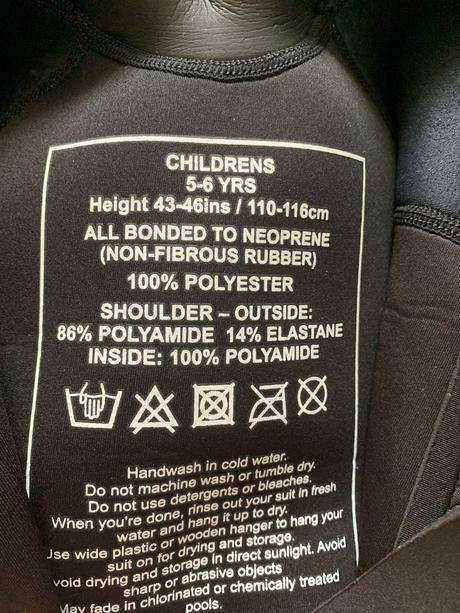 CHILDRENS
5-6 YRS
Height 43-46ins / 110-116cm
ALL BONDED TO NEOPRENE
(NON-FIBROUS RUBBER)
100% POLYESTER
SHOULDER – OUTSIDE:
86% POLYAMIDE 14% ELASTANE
INSIDE: 100% POLYAMIDE
Handwash in cold water.
Do not machine wash or tumble dry.
Do not use detergents or bleaches.
When you're done, rinse out your suit in fresh
water and hang it up to dry.
Use wide plastic or wooden hanger to hang your
suit on for drying and storage.
void drying and storage in direct sunlight. Avoid
sharp or abrasive objects
May fade in chlorinated or chemically treated
pools.